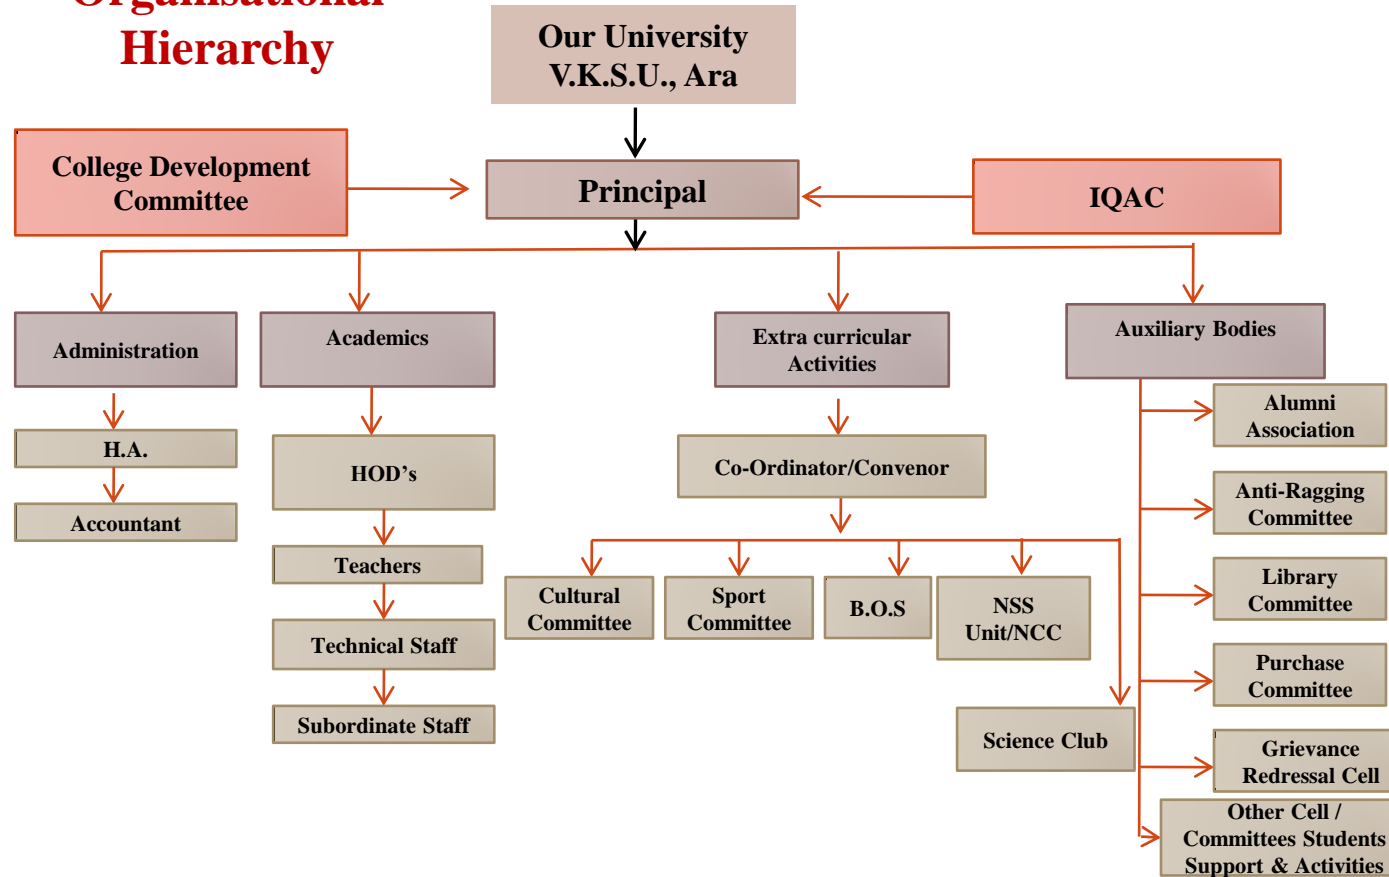 Organisational
Hierarchy
Our University
V.K.S.U., Ara
College Development
Committee
Principal
IQAC
Administration
Academics
Extra curricular
Activities
Auxiliary Bodies
H.A.
Accountant
HOD's
Teachers
Technical Staff
Subordinate Staff
Co-Ordinator/Convenor
Cultural
Committee
Sport
Committee
B.O.S
NSS
Unit/NCC
Science Club
Alumni
Association
Anti-Ragging
Committee
Library
Committee
Purchase
Committee
Grievance
Redressal Cell
Other Cell /
Committees Students
Support & Activities